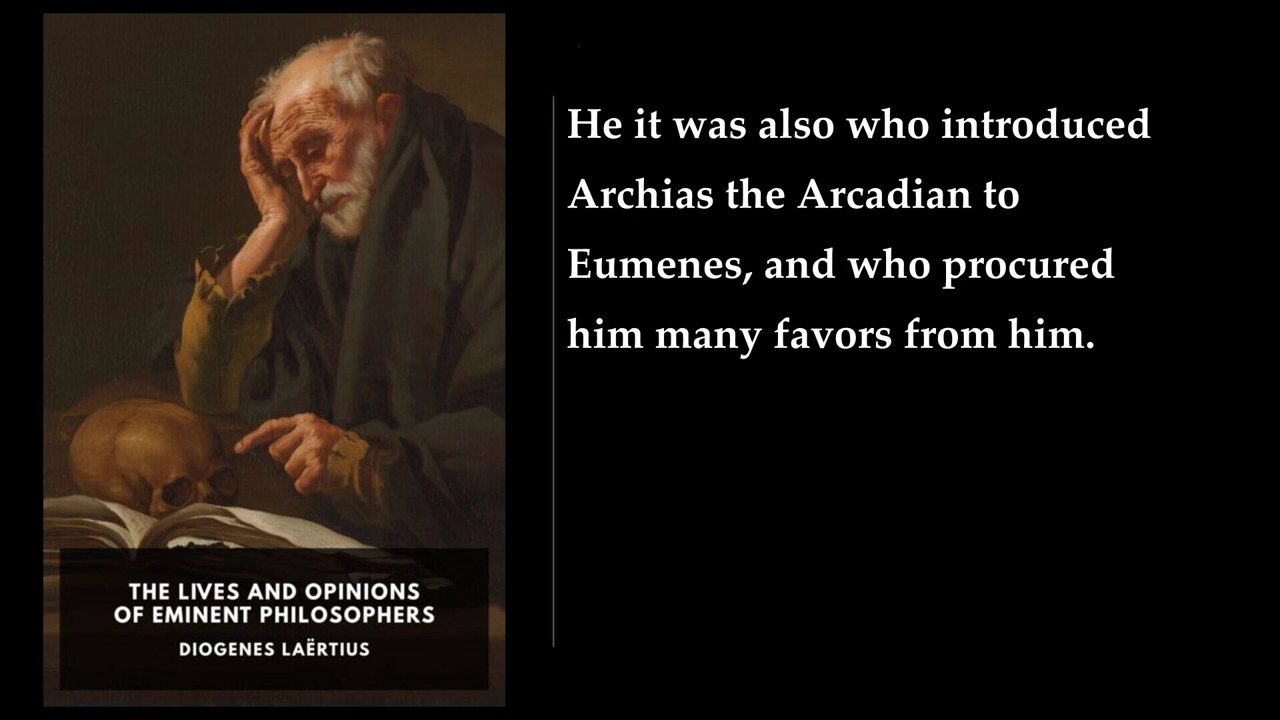 He it was also who introduced
Archias the Arcadian to
Eumenes, and who procured
him many favors from him.
THE LIVES AND OPINIONS
OF EMINENT PHILOSOPHERS
DIOGENES LAËRTIUS